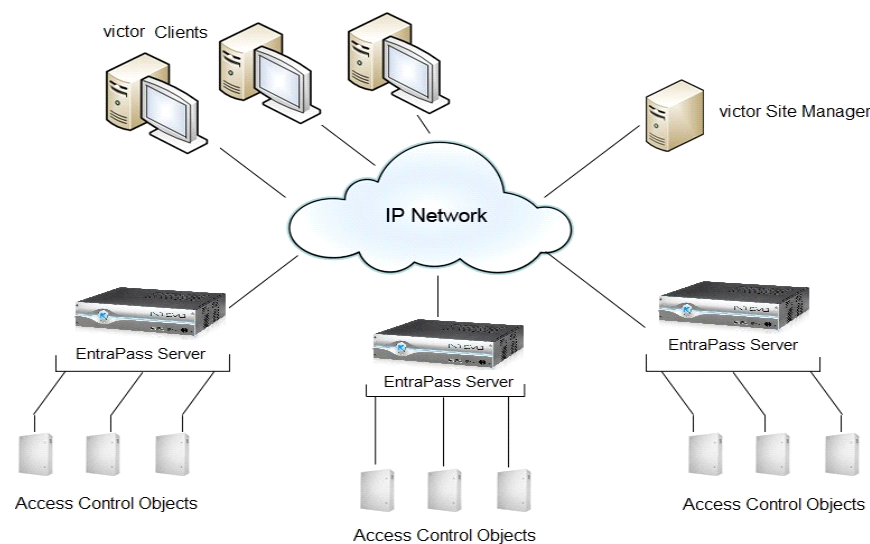 victor Clients
victor Site Manager
IP Network
EntraPass Server
EntraPass Server
EntraPass Server
Access Control Objects
Access Control Objects
Access Control Objects